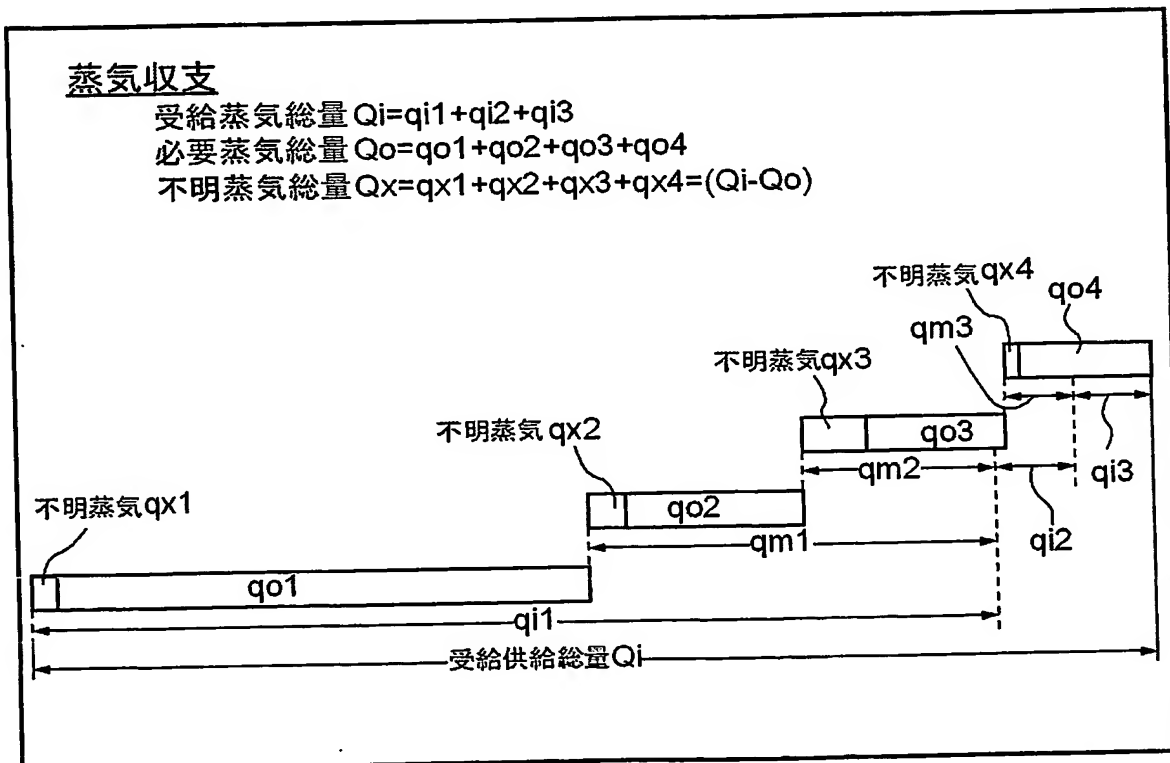 蒸気収支
受給蒸気総量Qi=qi1+qi2+qi3
必要蒸気総量Qo=qo1+qo2+qo3+qo4
不明蒸気総量Qx=qx1+qx2+qx3+qx4=(Qi-Qo)
不明蒸気qx4
qo4
qm3
不明蒸気qx3
qo3
qm2
qi3
不明蒸気qx2
qo2
qi2
qm1
不明蒸気qx1
qo1
qi1
受給供給総量Qi